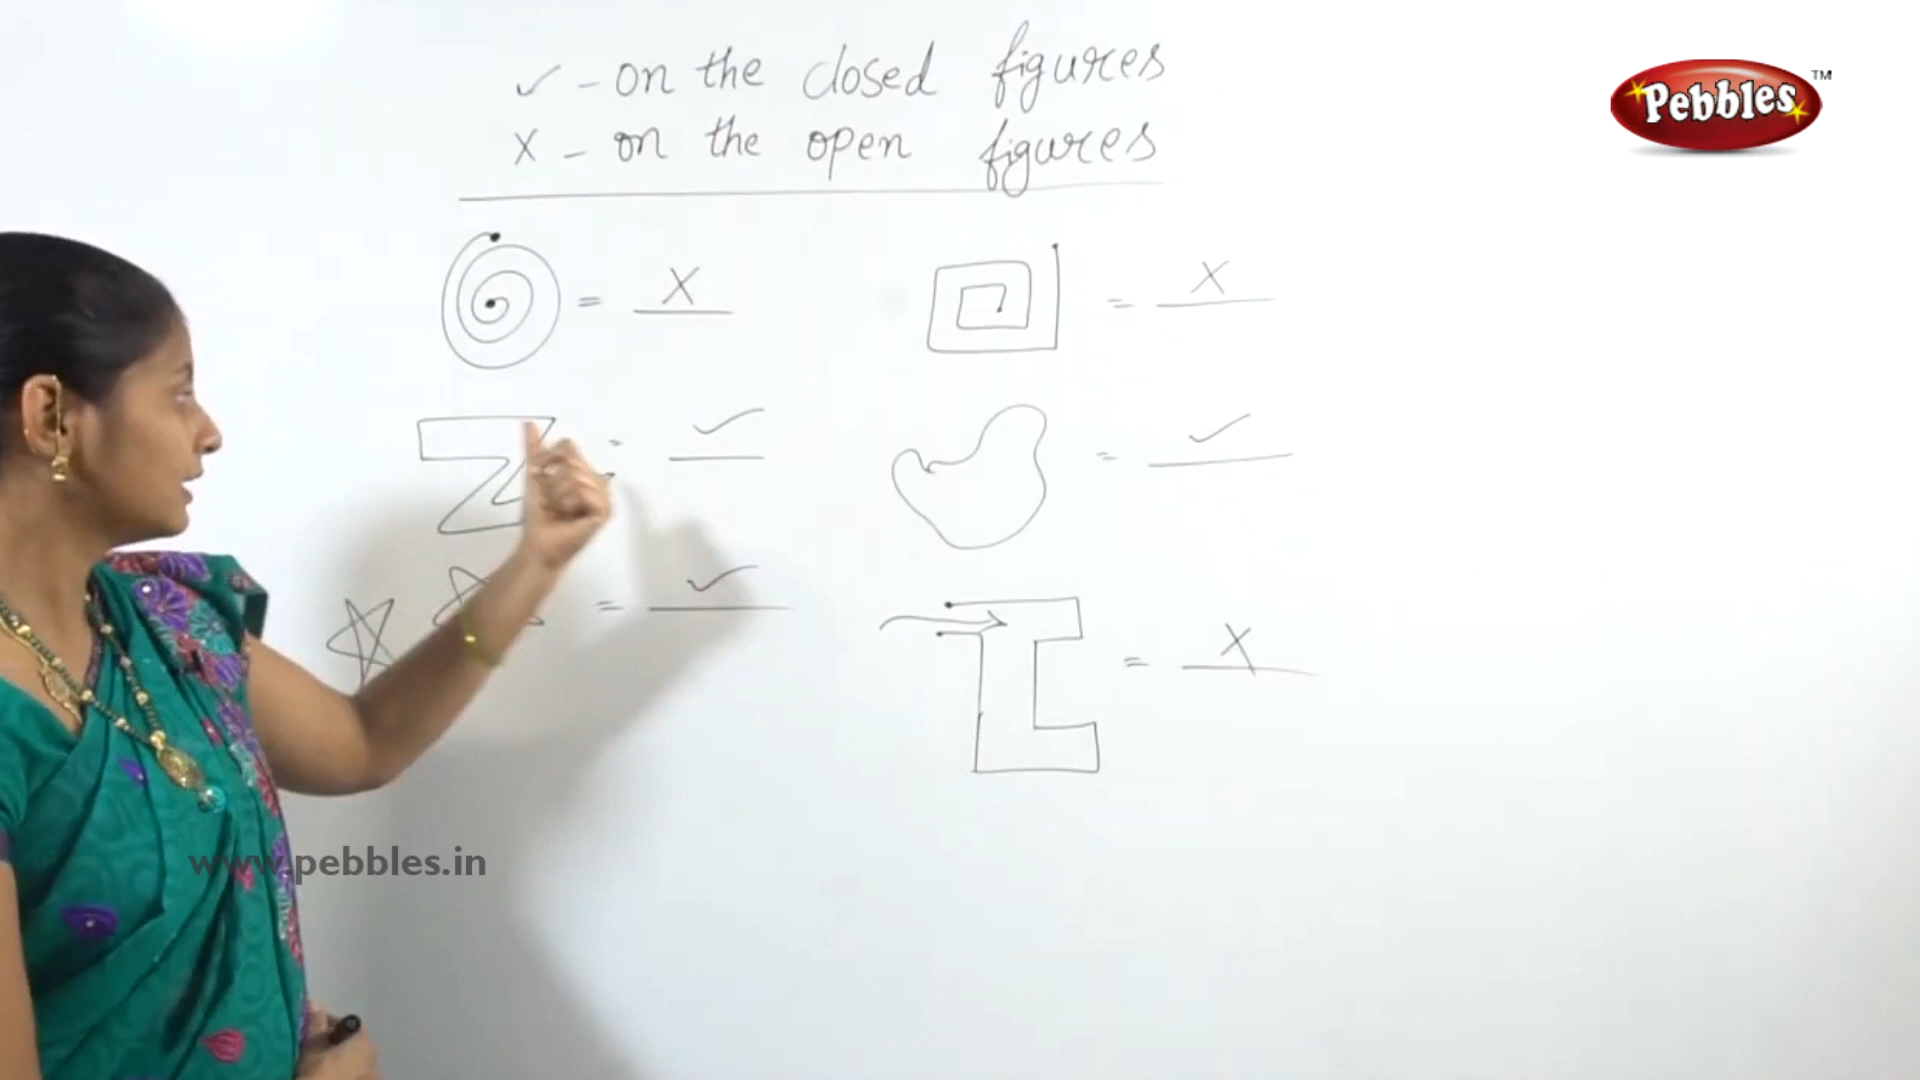 ✓ - on the closed figures
Pebbles TM
X - on the open figures
= X
= X
= ✓
= ✓
= ✓
= X
www.pebbles.in